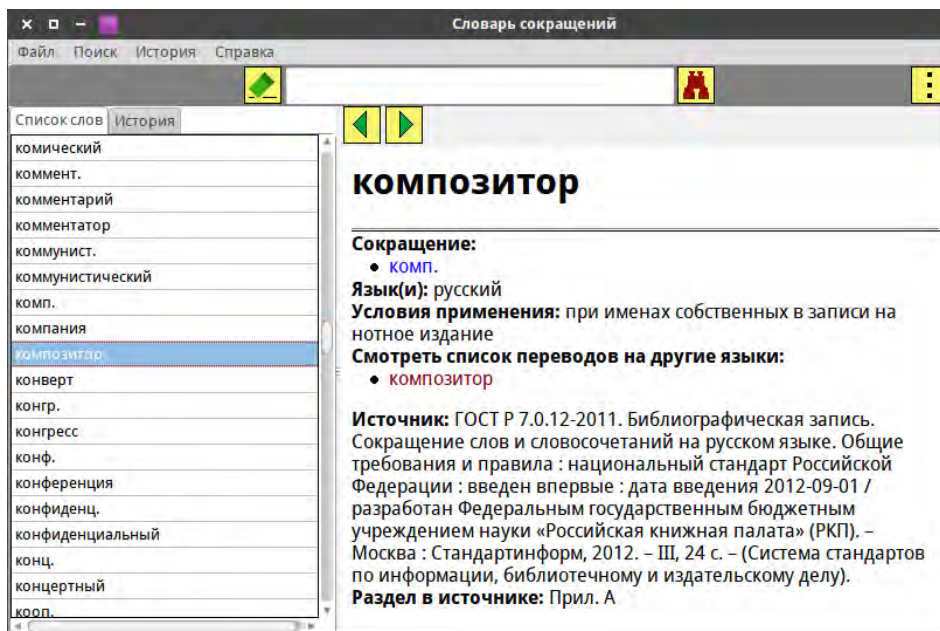 Словарь сокращений
Файл Поиск История Справка
Список слов История
комический
коммент.
комментарий
комментатор
коммунист.
коммунистический
комп.
компания
композитор
конверт
конгр.
конгресс
конф.
конференция
конфиденц.
конфиденциальный
конц.
концертный
кооп.
композитор
Сокращение:
• комп.
Язык(и): русский
Условия применения: при именах собственных в записи на
нотное издание
Смотреть список переводов на другие языки:
• композитор
Источник: ГОСТ Р 7.0.12-2011. Библиографическая запись.
Сокращение слов и словосочетаний на русском языке. Общие
требования и правила : национальный стандарт Российской
Федерации : введен впервые : дата введения 2012-09-01 /
разработан Федеральным государственным бюджетным
учреждением науки «Российская книжная палата» (РКП). –
Москва : Стандартинформ, 2012. – III, 24 с. – (Система стандартов
по информации, библиотечному и издательскому делу).
Раздел в источнике: Прил. А